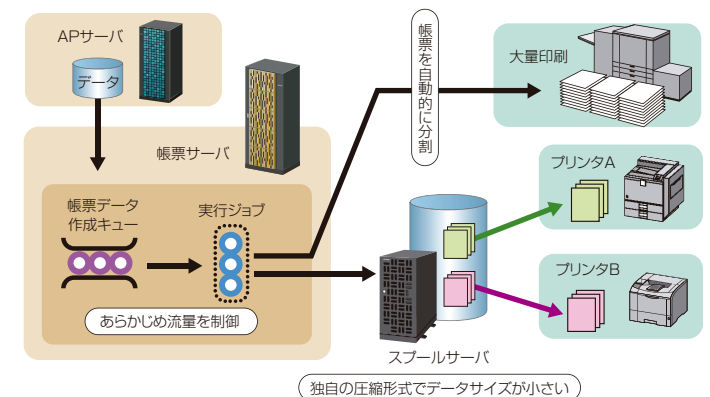 APサーバ
データ
帳票サーバ
帳票データ
作成キュー
実行ジョブ
あらかじめ流量を制御
帳票を自動的に分割
大量印刷
プリンタA
プリンタB
スプールサーバ
独自の圧縮形式でデータサイズが小さい